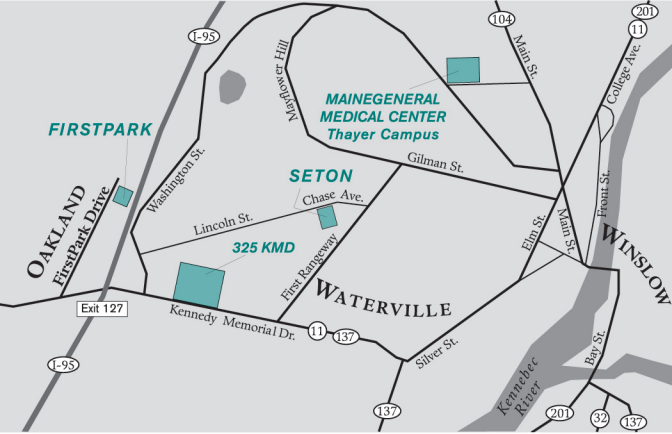 201
11
104
I-95
Main St.
College Ave.
Mayflower Hill
MAINEGENERAL
MEDICAL CENTER
Thayer Campus
FIRSTPARK
Gilman St.
Washington St.
SETON
Chase Ave.
Front St.
OAKLAND
FirstPark Drive
Lincoln St.
Elm St.
Main St.
WINSLOW
325 KMD
First Rangeway
WATERVILLE
Exit 127
Kennedy Memorial Dr.
11
137
Silver St.
Bay St.
I-95
Kennebec
River
137
201
32
137